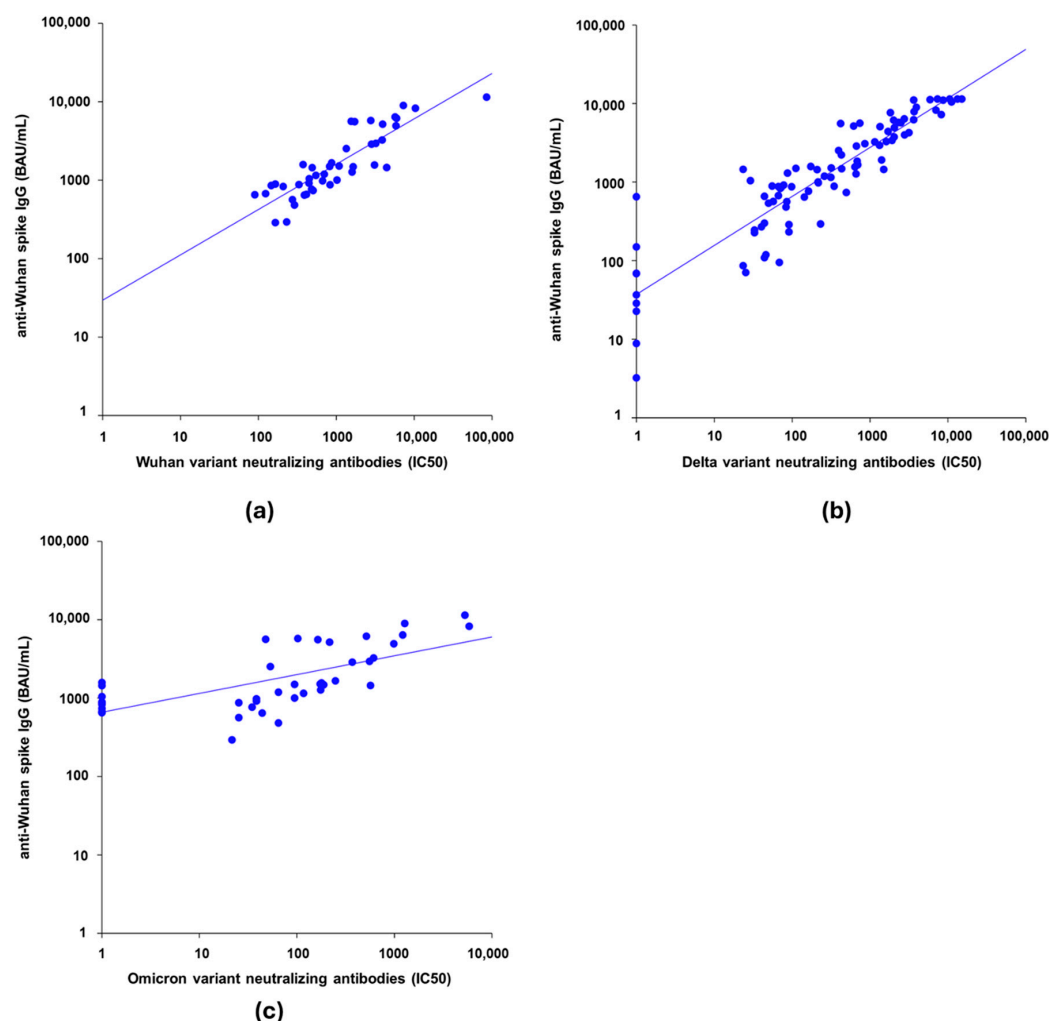 100,000
10,000
1000
100
10
1
anti-Wuhan spike IgG (BAU/mL)
1 10 100 1000 10,000 100,000
Wuhan variant neutralizing antibodies (IC50)
(a)
100,000
10,000
1000
100
10
1
anti-Wuhan spike IgG (BAU/mL)
1 10 100 1000 10,000 100,000
Delta variant neutralizing antibodies (IC50)
(b)
100,000
10,000
1000
100
10
1
anti-Wuhan spike IgG (BAU/mL)
1 10 100 1000 10,000
Omicron variant neutralizing antibodies (IC50)
(c)